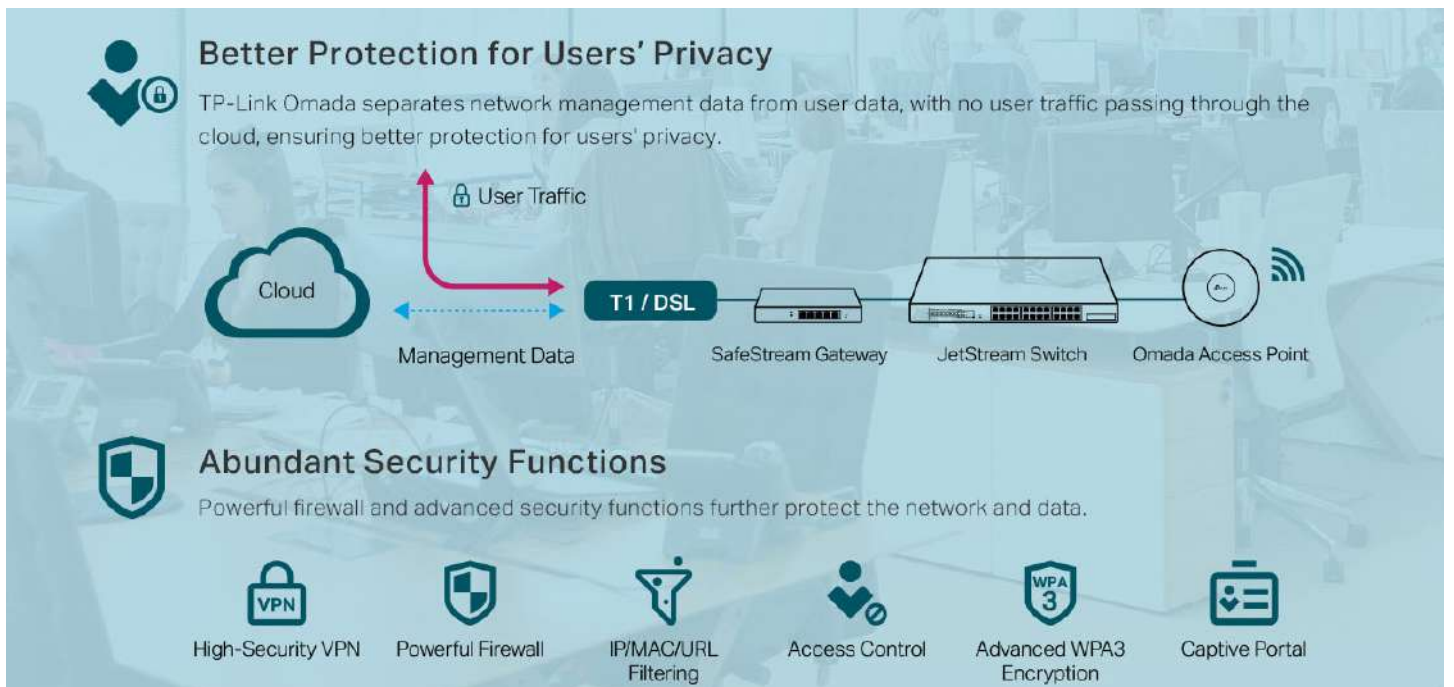 Better Protection for Users' Privacy
TP-Link Omada separates network management data from user data, with no user traffic passing through the
cloud, ensuring better protection for users' privacy.
User Traffic
Cloud
T1 / DSL
Management Data
SafeStream Gateway
JetStream Switch
Omada Access Point
Abundant Security Functions
Powerful firewall and advanced security functions further protect the network and data.
VPN
WPA
3
High-Security VPN
Powerful Firewall
IP/MAC/URL
Filtering
Access Control
Advanced WPA3
Encryption
Captive Portal